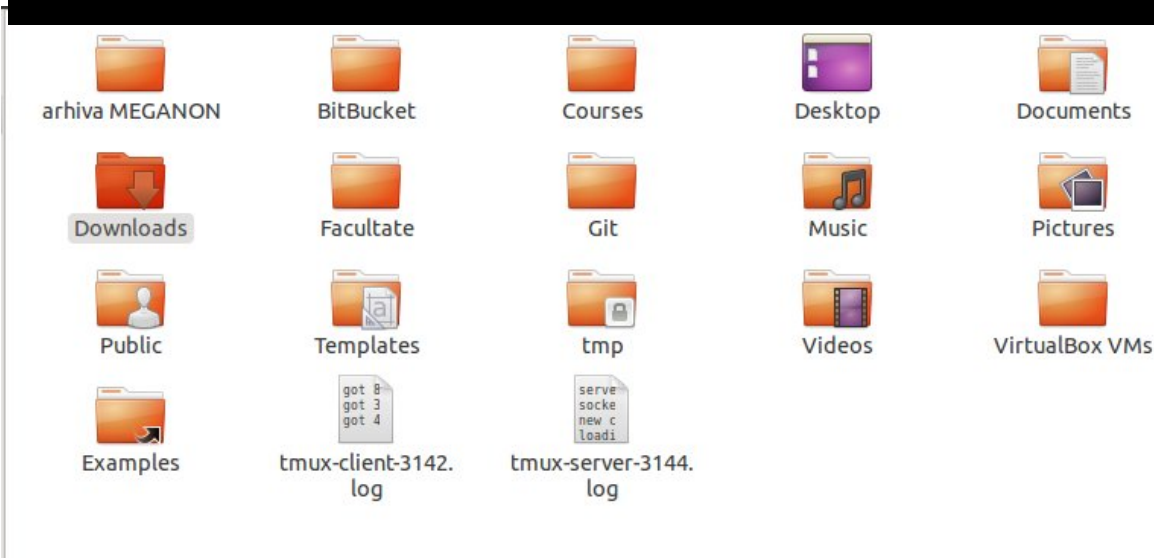 arhiva MEGANON
BitBucket
Courses
Desktop
Documents
Downloads
Facultate
Git
Music
Pictures
Public
Templates
tmp
Videos
VirtualBox VMs
Examples
got 8
got 3
got 4
tmux-client-3142.
log
serve
socke
new c
loadi
tmux-server-3144.
log